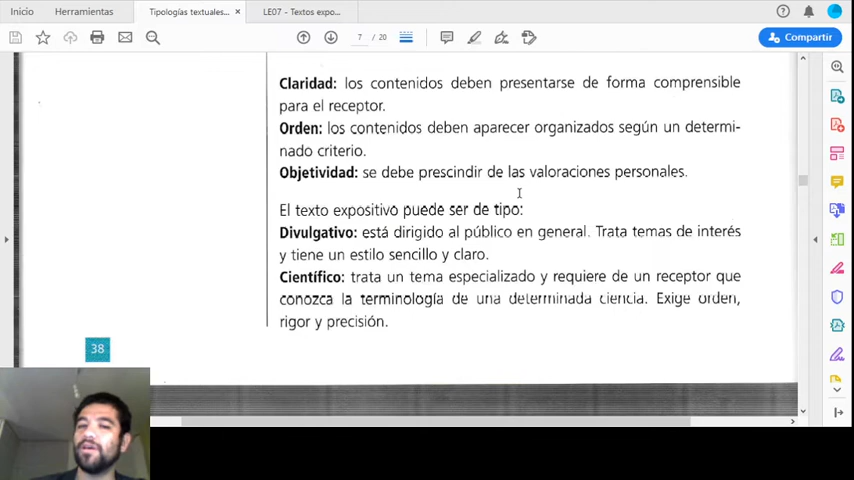 Inicio
Herramientas
Tipologías textuales... ×
LE07 - Textos expo...
7 / 20
Compartir
Claridad: los contenidos deben presentarse de forma comprensible
para el receptor.
Orden: los contenidos deben aparecer organizados según un determi-
nado criterio.
Objetividad: se debe prescindir de las valoraciones personales.
El texto expositivo puede ser de tipo:
Divulgativo: está dirigido al público en general. Trata temas de interés
y tiene un estilo sencillo y claro.
Científico: trata un tema especializado y requiere de un receptor que
conozca la terminología de una determinada ciencia. Exige orden,
rigor y precisión.
38